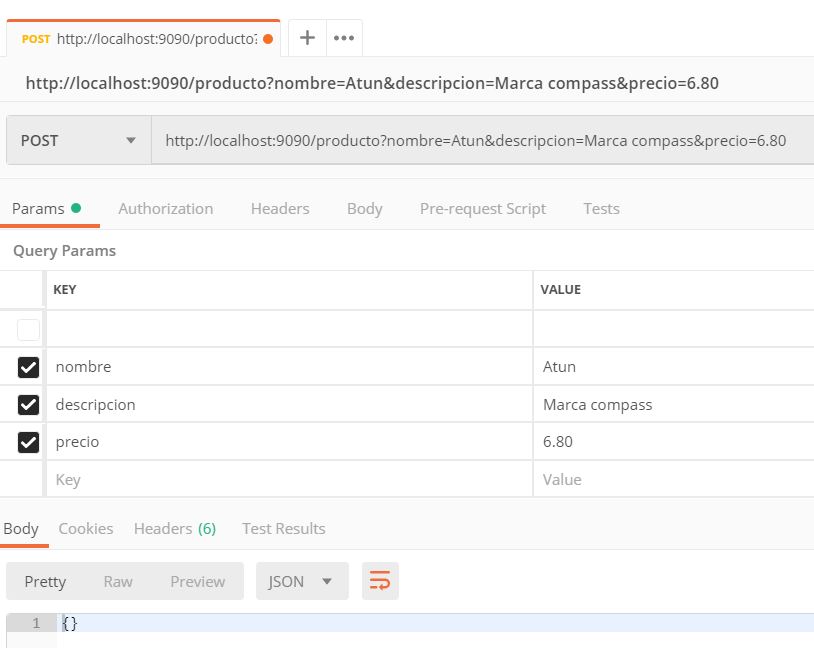 POST http://localhost:9090/producto?
http://localhost:9090/producto?nombre=Atun&descripcion=Marca compass&precio=6.80
POST http://localhost:9090/producto?nombre=Atun&descripcion=Marca compass&precio=6.80
Params Authorization Headers Body Pre-request Script Tests
Query Params
KEY VALUE
nombre Atun
descripcion Marca compass
precio 6.80
Key Value
Body Cookies Headers (6) Test Results
Pretty Raw Preview JSON
1 {}